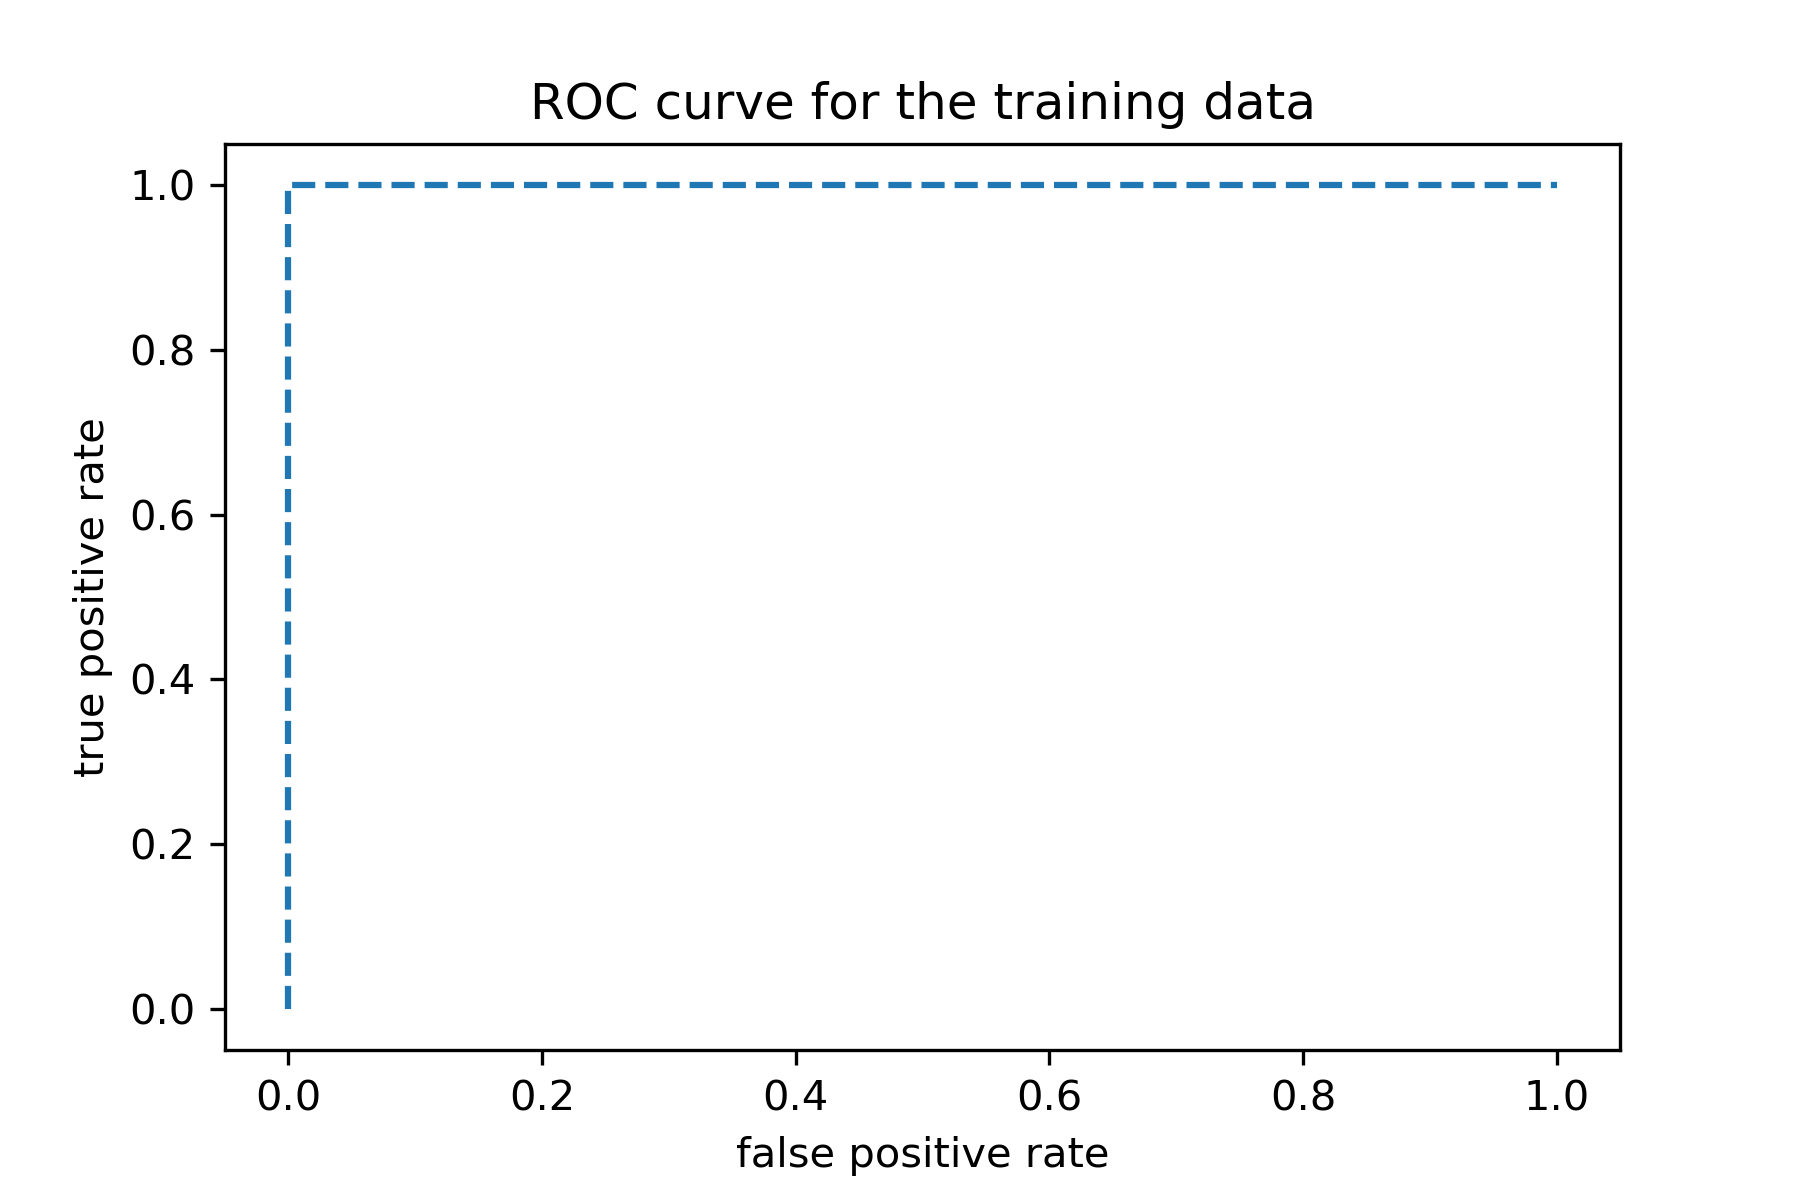 ROC curve for the training data
true positive rate
1.0
0.8
0.6
0.4
0.2
0.0
0.0 0.2 0.4 0.6 0.8 1.0
false positive rate